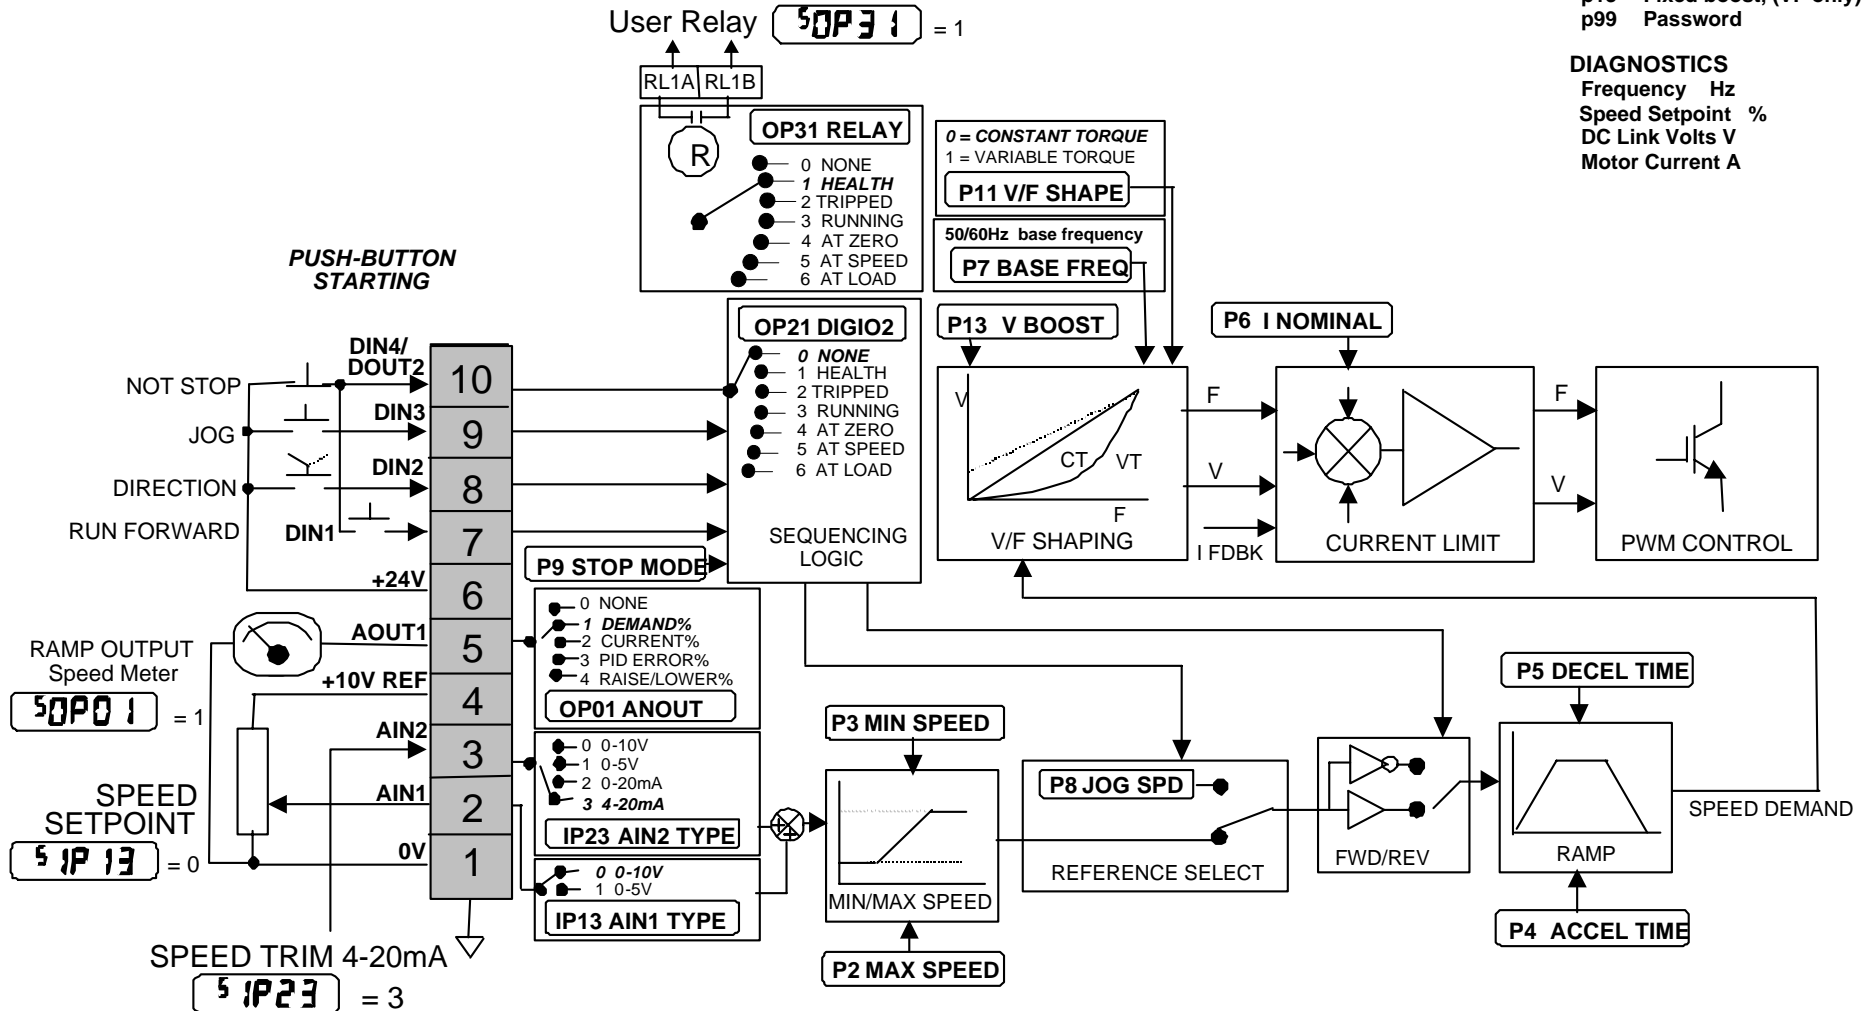 User Relay
SOP31
= 1
p99 Password
DIAGNOSTICS
Frequency Hz
Speed Setpoint %
DC Link Volts V
Motor Current A
RL1A
RL1B
R
OP31 RELAY
0 NONE
1 HEALTH
2 TRIPPED
3 RUNNING
4 AT ZERO
5 AT SPEED
6 AT LOAD
0 = CONSTANT TORQUE
1 = VARIABLE TORQUE
P11 V/F SHAPE
50/60Hz base frequency
P7 BASE FREQ
PUSH-BUTTON
STARTING
DIN4/
DOUT2
NOT STOP
10
DIN3
JOG
9
DIN2
DIRECTION
8
RUN FORWARD
DIN1
7
+24V
6
AOUT1
5
RAMP OUTPUT
Speed Meter
SOP01
= 1
+10V REF
4
AIN2
3
AIN1
2
SPEED
SETPOINT
SIP13
= 0
0V
1
SPEED TRIM 4-20mA
SIP23
= 3
OP21 DIGIO2
0 NONE
1 HEALTH
2 TRIPPED
3 RUNNING
4 AT ZERO
5 AT SPEED
6 AT LOAD
SEQUENCING
LOGIC
P9 STOP MODE
0 NONE
1 DEMAND%
2 CURRENT%
3 PID ERROR%
4 RAISE/LOWER%
OP01 ANOUT
0 0-10V
1 0-5V
2 0-20mA
3 4-20mA
IP23 AIN2 TYPE
0 0-10V
1 0-5V
IP13 AIN1 TYPE
P13 V BOOST
V
CT
VT
F
V/F SHAPING
F
V
I FDBK
P6 I NOMINAL
CURRENT LIMIT
F
V
PWM CONTROL
P3 MIN SPEED
MIN/MAX SPEED
P2 MAX SPEED
P8 JOG SPD
REFERENCE SELECT
FWD/REV
P5 DECEL TIME
RAMP
P4 ACCEL TIME
SPEED DEMAND